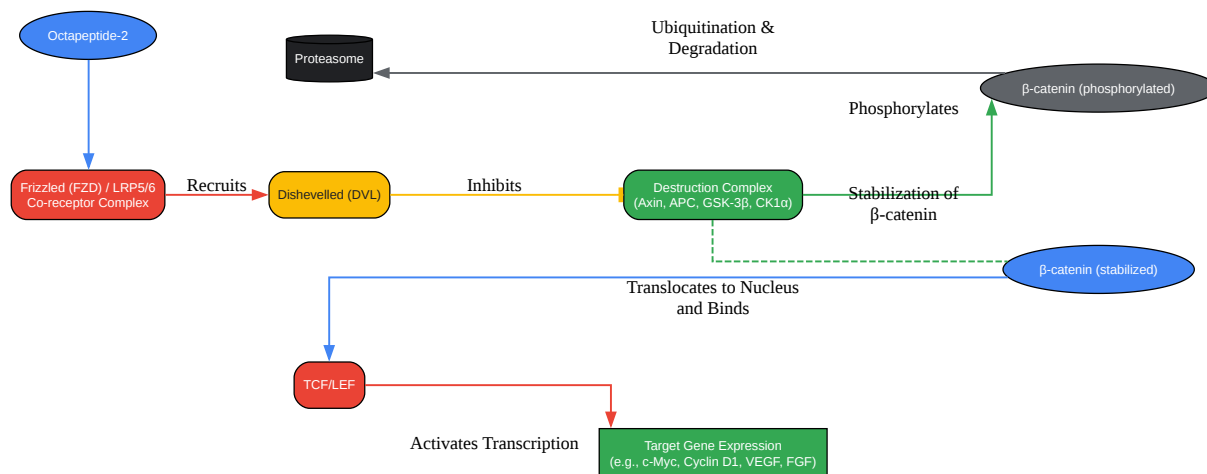 Octapeptide-2
Ubiquitination &
Degradation
Proteasome
β-catenin (phosphorylated)
Phosphorylates
Frizzled (FZD) / LRP5/6
Co-receptor Complex
Recruits
Dishevelled (DVL)
Inhibits
Destruction Complex
(Axin, APC, GSK-3β, CK1α)
Stabilization of
β-catenin
β-catenin (stabilized)
Translocates to Nucleus
and Binds
TCF/LEF
Activates Transcription
Target Gene Expression
(e.g., c-Myc, Cyclin D1, VEGF, FGF)